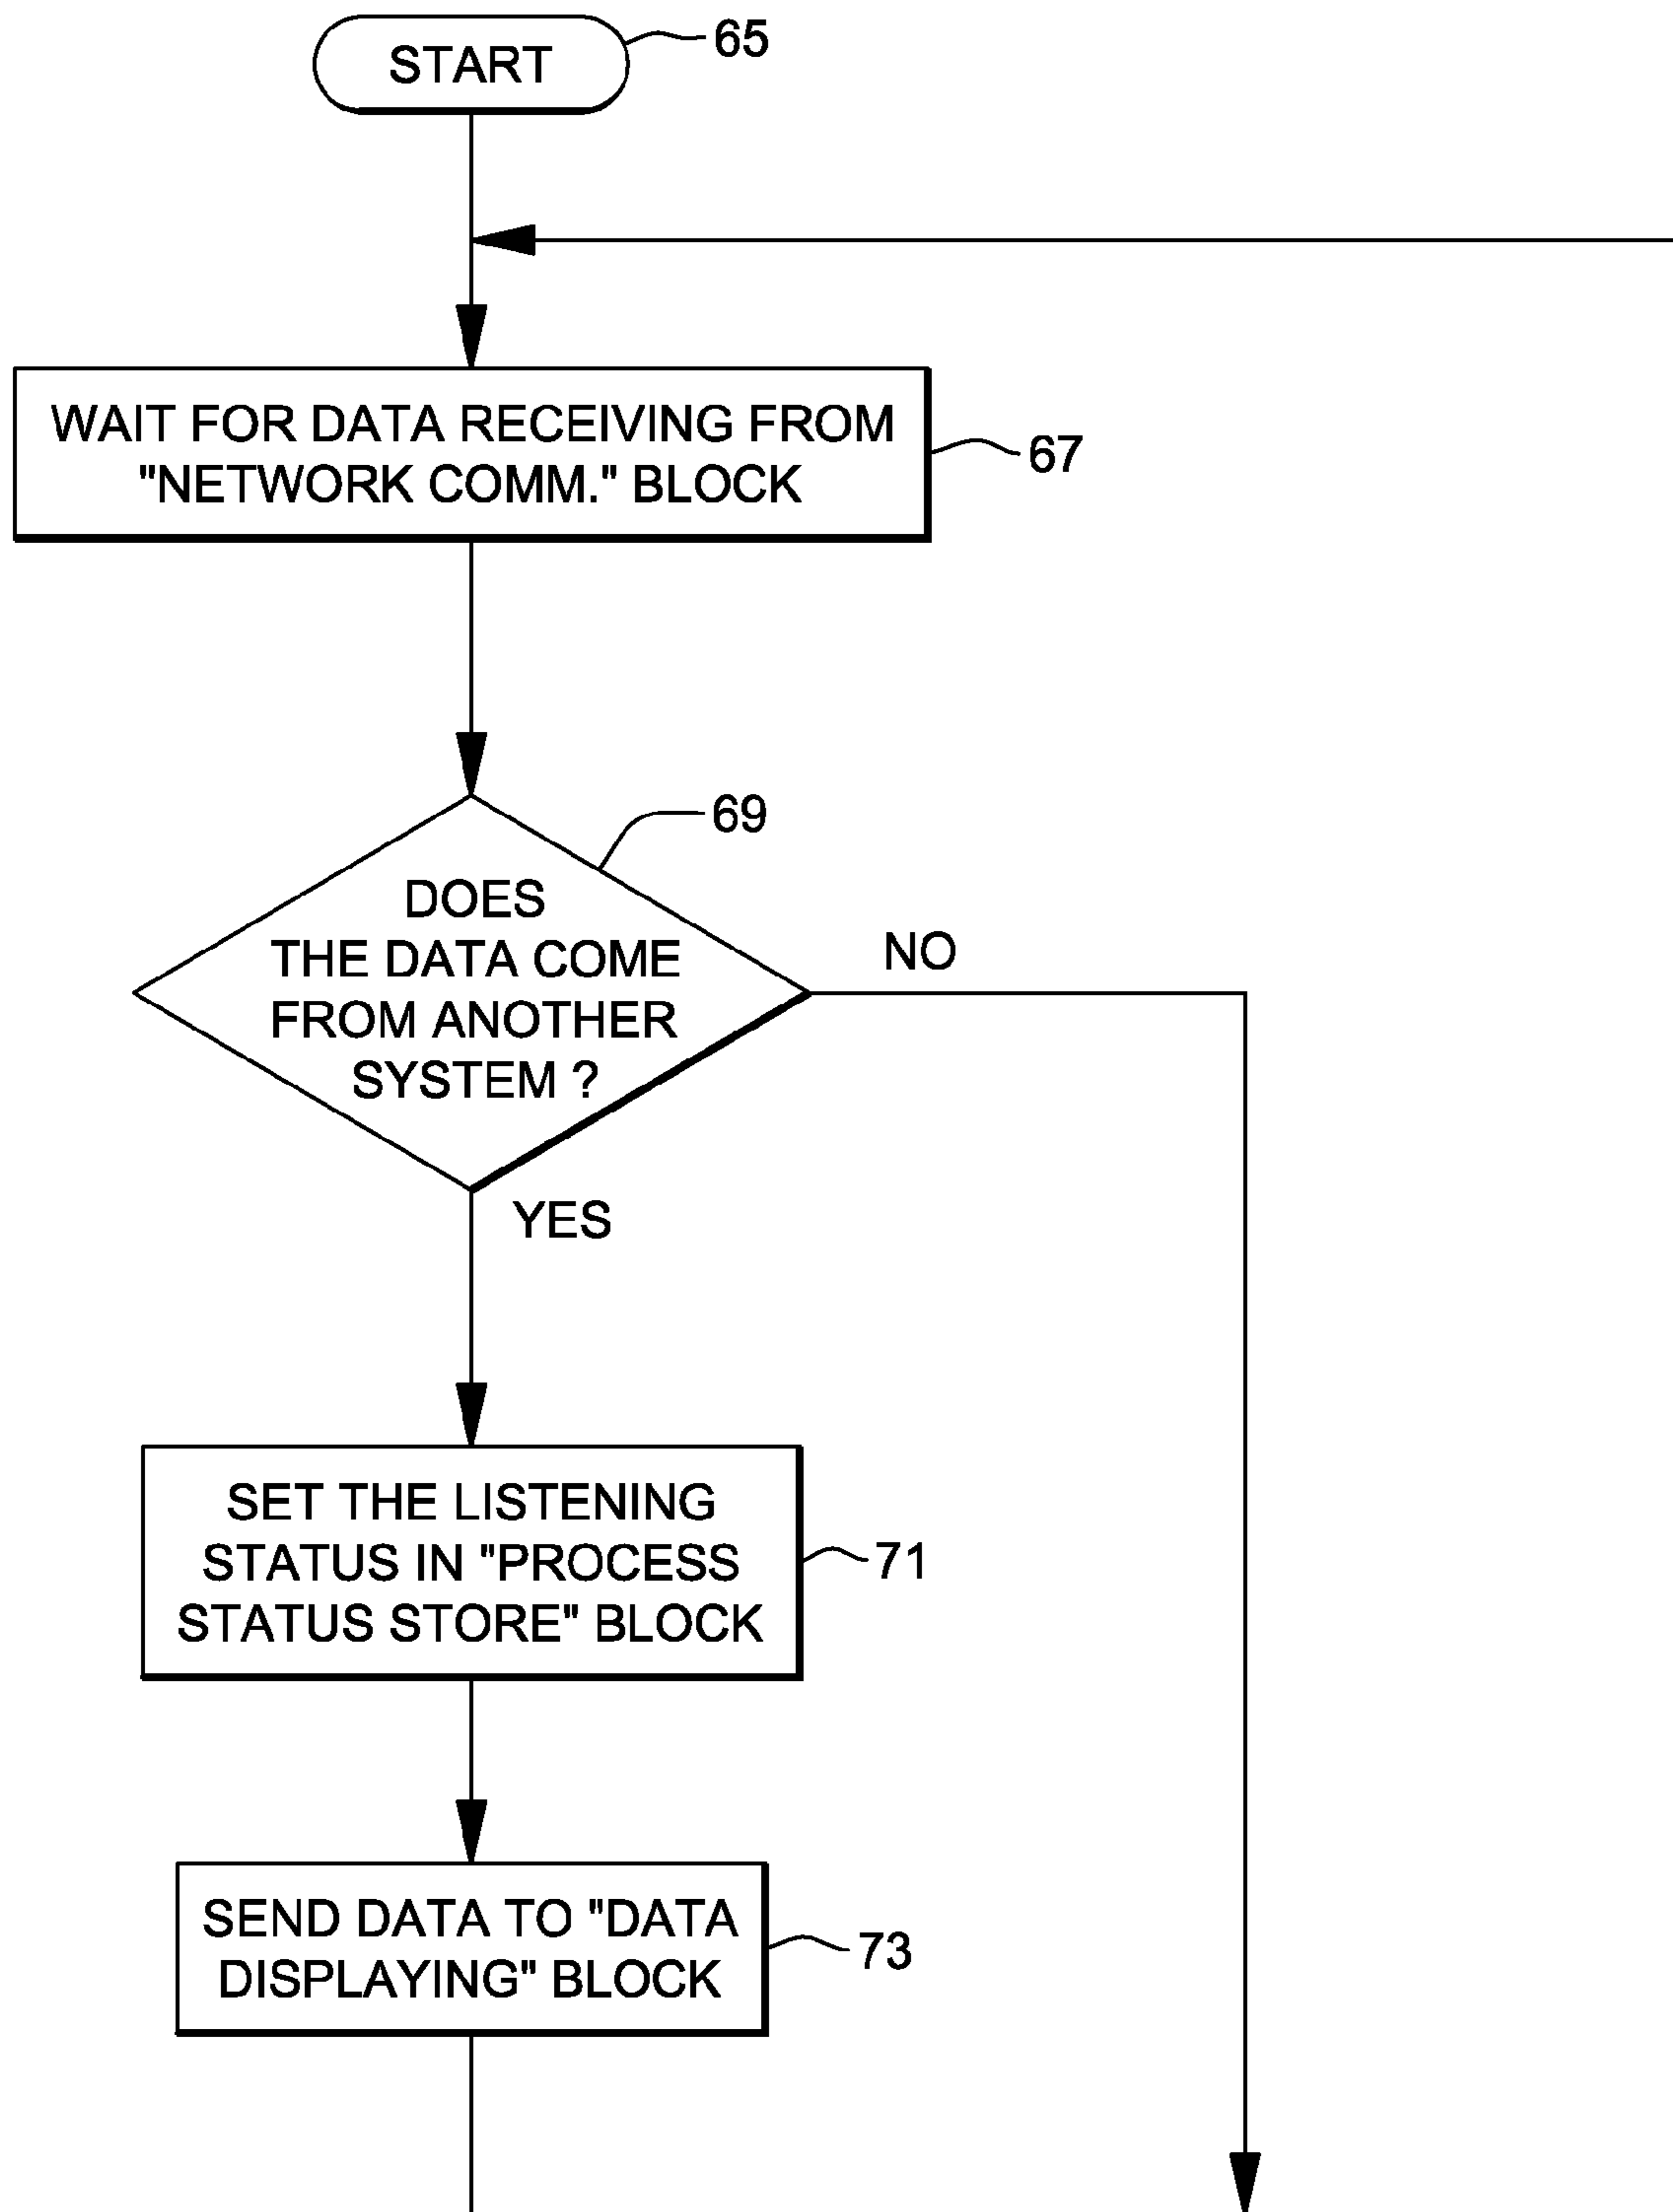 START
65
WAIT FOR DATA RECEIVING FROM
"NETWORK COMM." BLOCK
67
69
DOES
THE DATA COME
FROM ANOTHER
SYSTEM ?
NO
YES
SET THE LISTENING
STATUS IN "PROCESS
STATUS STORE" BLOCK
71
SEND DATA TO "DATA
DISPLAYING" BLOCK
73